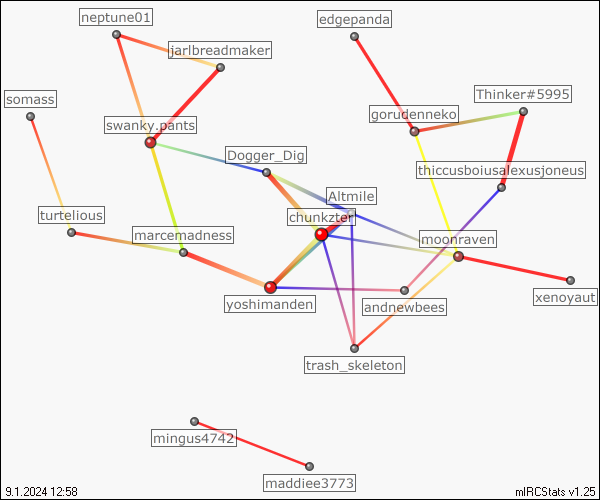 neptune01
edgepanda
jarlbreadmaker
somass
Thinker#5995
gorudenneko
swanky.pants
Dogger_Dig
thiccusboiusalexusjoneus
Altmile
turtelious
chunkzter
marcemadness
moonraven
yoshimanden
andnewbees
xenoyaut
trash_skeleton
mingus4742
maddiee3773
9.1.2024 12:58
mIRCStats v1.25